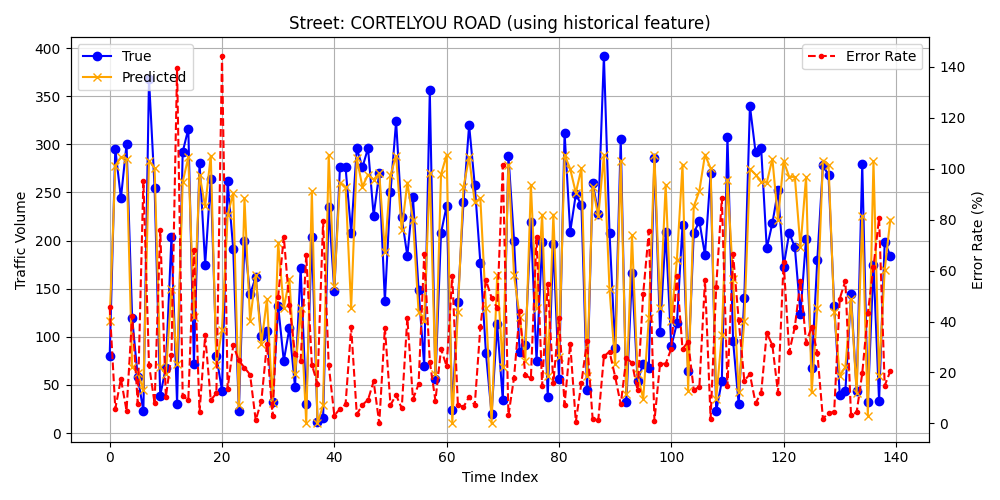 Street: CORTELYOU ROAD (using historical feature)
True
Predicted
Error Rate
Traffic Volume
400
350
300
250
200
150
100
50
0
140
120
100
80
60
40
20
0
Error Rate (%)
0 20 40 60 80 100 120 140
Time Index